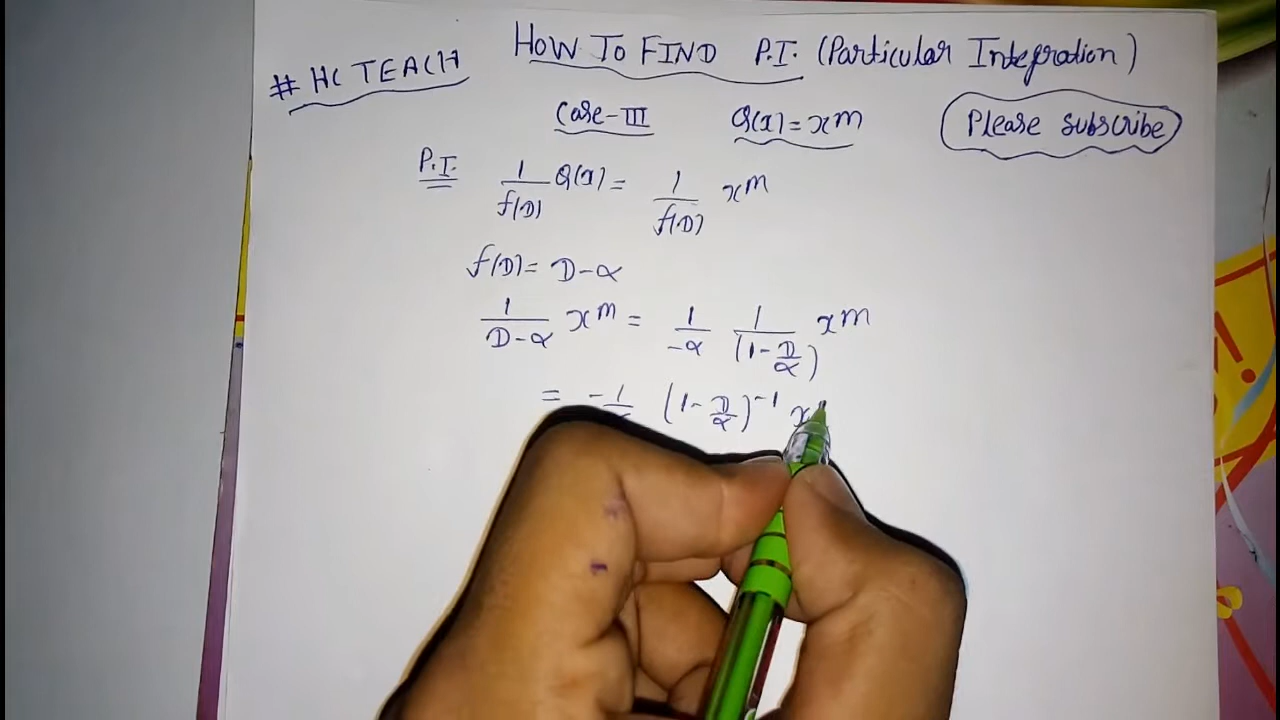 # HC TEACH HOW TO FIND P.I. (Particular Integration)
Case-III Q(x) = x^m Please subscribe
P.I. 1/f(D) Q(x) = 1/f(D) x^m
f(D) = D-α
1/(D-α) x^m = 1/-α 1/(1-D/α) x^m
= -1/ (1-D/α)^-1 x